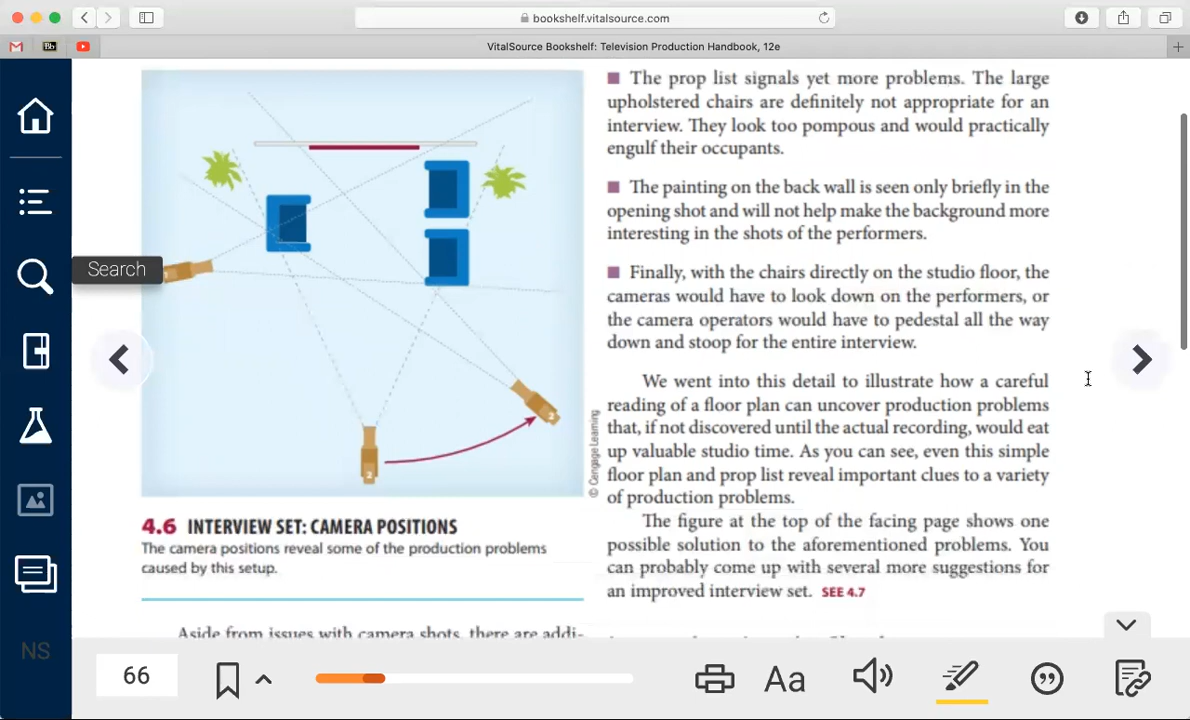 bookshelf.vitalsource.com
Bb
VitalSource Bookshelf: Television Production Handbook, 12e
Search
2
2
© Cengage Learning
4.6 INTERVIEW SET: CAMERA POSITIONS
The camera positions reveal some of the production problems
caused by this setup.
Aside from issues with camera shots, there are addi-
■ The prop list signals yet more problems. The large
upholstered chairs are definitely not appropriate for an
interview. They look too pompous and would practically
engulf their occupants.
■ The painting on the back wall is seen only briefly in the
opening shot and will not help make the background more
interesting in the shots of the performers.
■ Finally, with the chairs directly on the studio floor, the
cameras would have to look down on the performers, or
the camera operators would have to pedestal all the way
down and stoop for the entire interview.
We went into this detail to illustrate how a careful
reading of a floor plan can uncover production problems
that, if not discovered until the actual recording, would eat
up valuable studio time. As you can see, even this simple
floor plan and prop list reveal important clues to a variety
of production problems.
The figure at the top of the facing page shows one
possible solution to the aforementioned problems. You
can probably come up with several more suggestions for
an improved interview set. SEE 4.7
NS
66
Aa